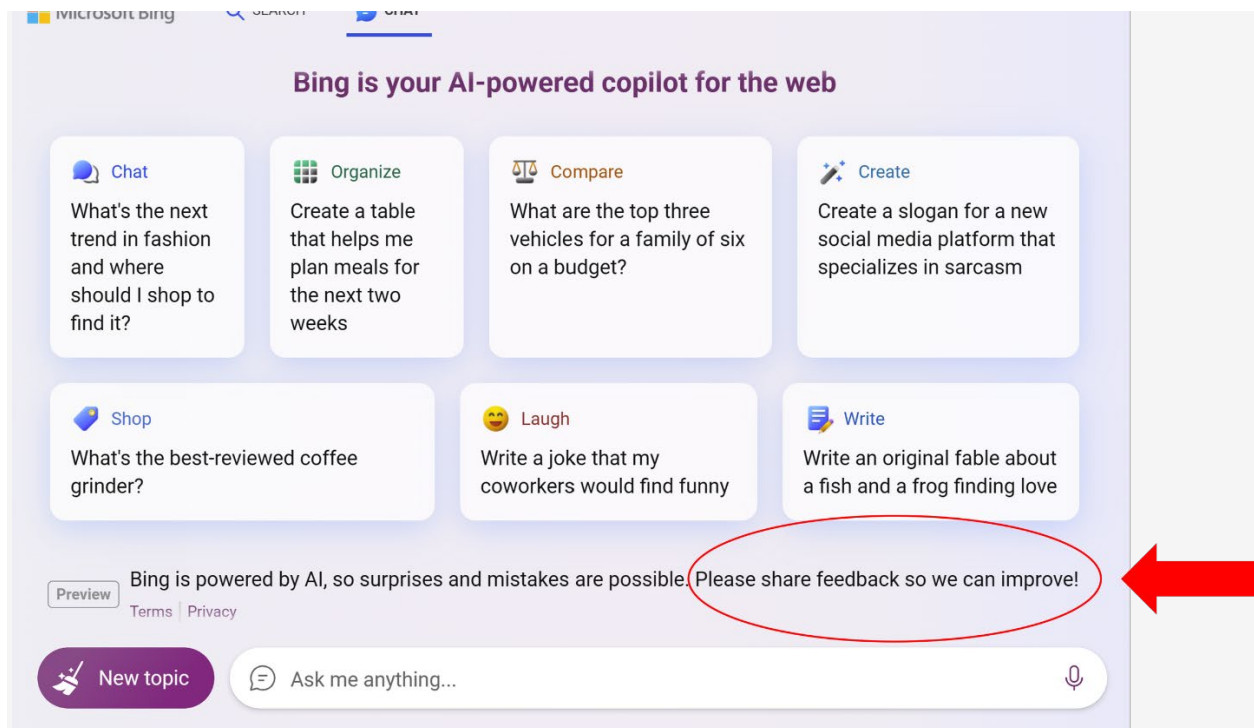 Microsoft Bing
SEARCH
CHAT
Bing is your AI-powered copilot for the web
Chat
What's the next
trend in fashion
and where
should I shop to
find it?
Organize
Create a table
that helps me
plan meals for
the next two
weeks
Compare
What are the top three
vehicles for a family of six
on a budget?
Create
Create a slogan for a new
social media platform that
specializes in sarcasm
Shop
What's the best-reviewed coffee
grinder?
Laugh
Write a joke that my
coworkers would find funny
Write
Write an original fable about
a fish and a frog finding love
Preview
Bing is powered by AI, so surprises and mistakes are possible. Please share feedback so we can improve!
Terms Privacy
New topic
Ask me anything...